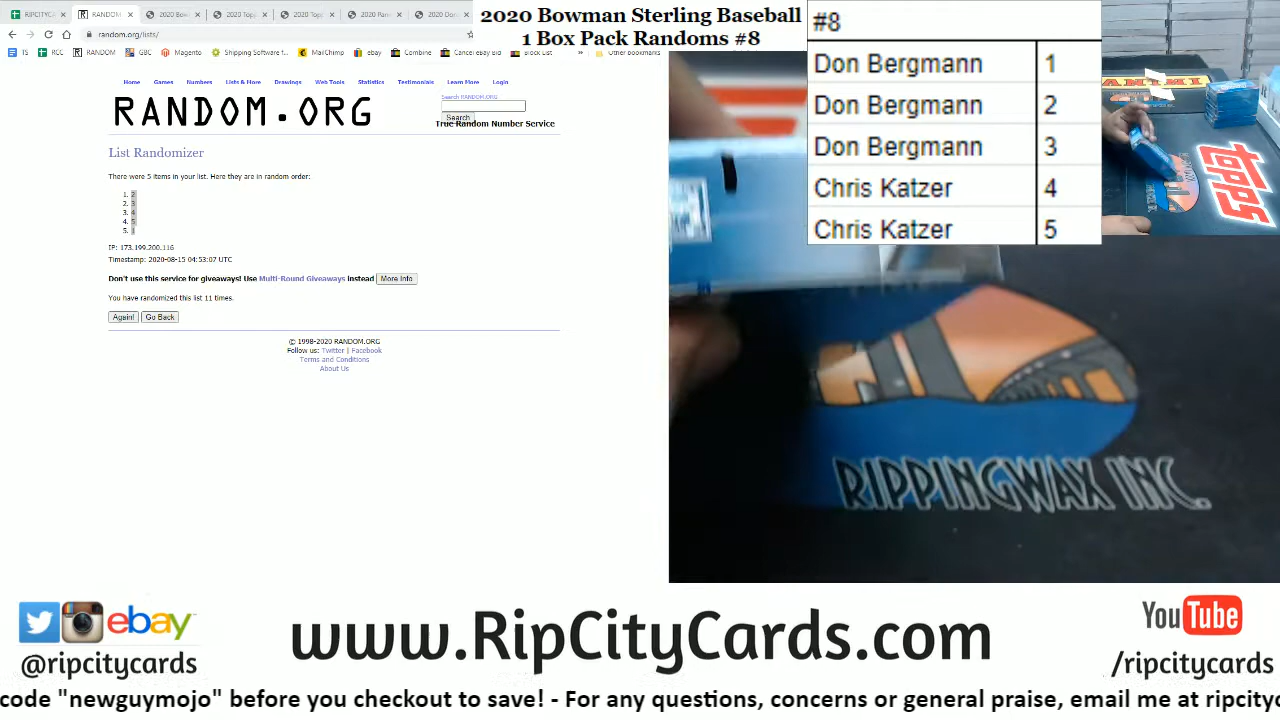 RIPCITYC
RANDOM.
2020 Bow
2020 Topp
2020 Topp
2020 Pani
2020 Don
random.org/lists/
TS
RCC
RANDOM
GBC
Magento
Shipping Software f...
MailChimp
ebay
Combine
Cancel eBay Bid
Block List
Other bookmarks
2020 Bowman Sterling Baseball
1 Box Pack Randoms #8
#8
Don Bergmann 1
Don Bergmann 2
Don Bergmann 3
Chris Katzer 4
Chris Katzer 5
Home Games Numbers Lists & More Drawings Web Tools Statistics Testimonials Learn More Login
RANDOM.ORG
Search RANDOM.ORG
Search
True Random Number Service
List Randomizer
There were 5 items in your list. Here they are in random order:
1. 2
2. 3
3. 4
4. 5
5. 1
IP: 173.199.200.116
Timestamp: 2020-08-15 04:53:07 UTC
Don't use this service for giveaways! Use Multi-Round Giveaways instead More Info
You have randomized this list 11 times.
Again! Go Back
© 1998-2020 RANDOM.ORG
Follow us: Twitter | Facebook
Terms and Conditions
About Us
PANINI
topps
RIPPINGWAX INC.
ebay
@ripcitycards
www.RipCityCards.com
YouTube
/ripcitycards
code "newguymojo" before you checkout to save! - For any questions, concerns or general praise, email me at ripcityc